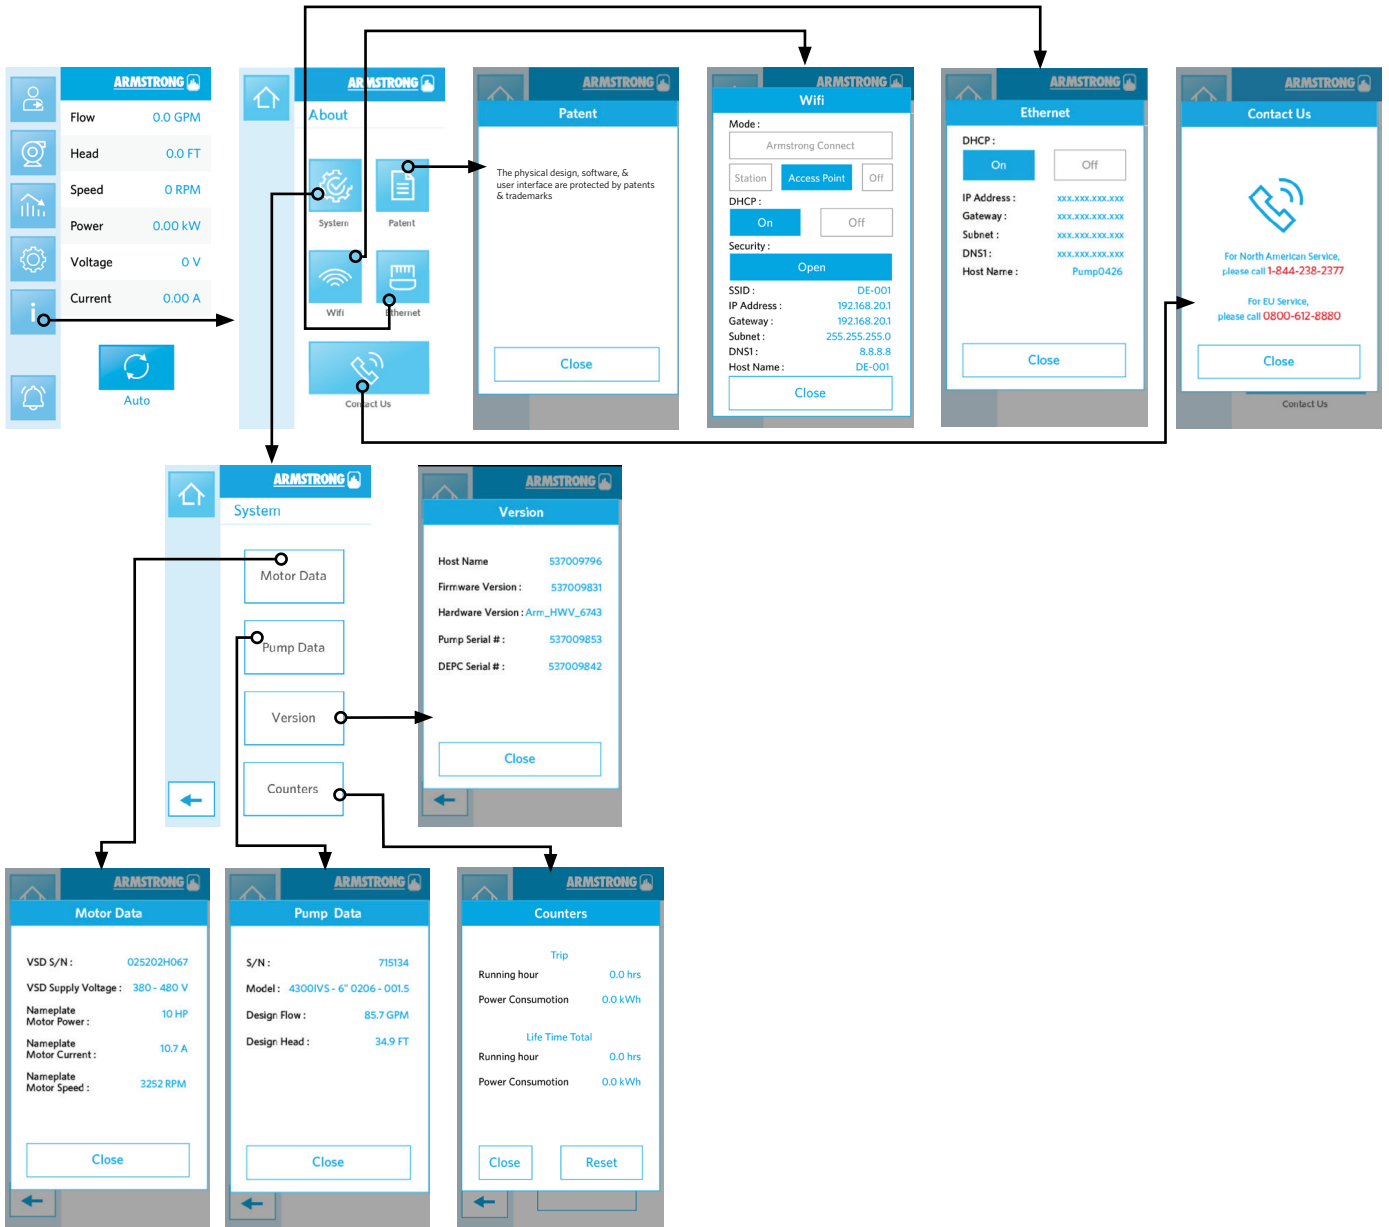 ARMSTRONG
Flow 0.0 GPM
Head 0.0 FT
Speed 0 RPM
Power 0.00 kW
Voltage 0 V
Current 0.00 A
Auto
ARMSTRONG
About
System Patent
Wifi Ethernet
Contact Us
ARMSTRONG
Patent
The physical design, software, &
user interface are protected by patents
& trademarks
Close
ARMSTRONG
Wifi
Mode :
Armstrong Connect
Station Access Point Off
DHCP :
On Off
Security :
Open
SSID : DE-001
IP Address : 192.168.20.1
Gateway : 192.168.20.1
Subnet : 255.255.255.0
DNS1 : 8.8.8.8
Host Name : DE-001
Close
ARMSTRONG
Ethernet
DHCP :
On Off
IP Address : xxx.xxx.xxx.xxx
Gateway : xxx.xxx.xxx.xxx
Subnet : xxx.xxx.xxx.xxx
DNS1: xxx.xxx.xxx.xxx
Host Name : Pump0426
Close
ARMSTRONG
Contact Us
For North American Service,
please call 1-844-238-2377
For EU Service,
please call 0800-612-8880
Close
Contact Us
ARMSTRONG
System
Motor Data
Pump Data
Version
Counters
ARMSTRONG
Version
Host Name 537009796
Firmware Version : 537009831
Hardware Version : Arm_HWV_6743
Pump Serial # : 537009853
DEPC Serial # : 537009842
Close
ARMSTRONG
Motor Data
VSD S/N : 025202H067
VSD Supply Voltage : 380 - 480 V
Nameplate
Motor Power : 10 HP
Nameplate
Motor Current : 10.7 A
Nameplate
Motor Speed : 3252 RPM
Close
ARMSTRONG
Pump Data
S/N : 715134
Model : 4300IVS - 6" 0206 - 001.5
Design Flow : 85.7 GPM
Design Head : 34.9 FT
Close
ARMSTRONG
Counters
Trip
Running hour 0.0 hrs
Power Consumotion 0.0 kWh
Life Time Total
Running hour 0.0 hrs
Power Consumotion 0.0 kWh
Close Reset